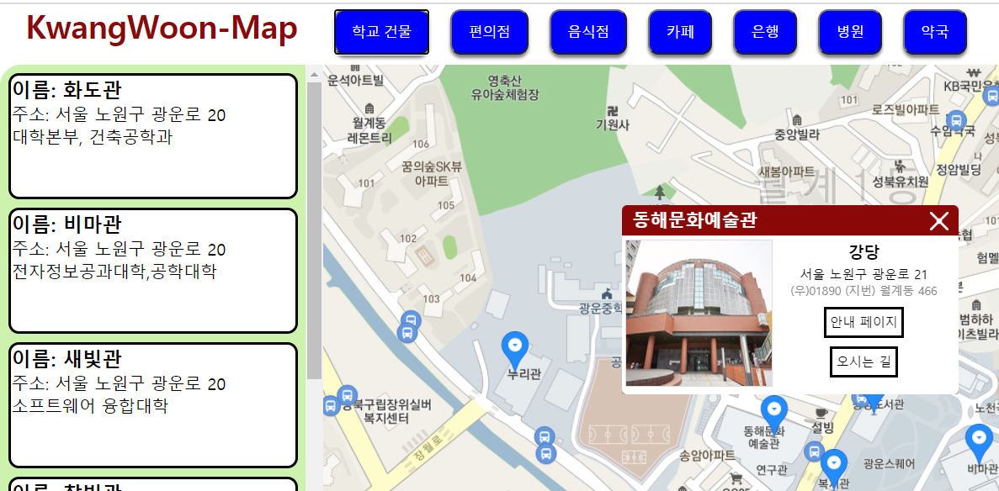 KwangWoon-Map
학교 건물
편의점
음식점
카페
은행
병원
약국
이름: 화도관
주소: 서울 노원구 광운로 20
대학본부, 건축공학과
이름: 비마관
주소: 서울 노원구 광운로 20
전자정보공과대학,공학대학
이름: 새빛관
주소: 서울 노원구 광운로 20
소프트웨어 융합대학
운석아트빌
영축산
유아숲체험장
월계동
레몬트리
기원사
KB국민은
로즈빌아파트
101
수암약국
중앙빌라
106
꿈의숲SK뷰
아파트
101
105
새봄아파트
월계1동
나
정암빌딩
성북유치원
102
104
103
동해문화예술관
강당
서울 노원구 광운로 21
(우)01890 (지번) 월계동 466
안내 페이지
오시는 길
101
험멜
범하하
이츠빌라
광운중학
누리관
성북구립장위실버
복지센터
장월로
동해문화
예술관
설빙
노천극
송암아파트
연구관
광운스퀘어
복지관
비마관